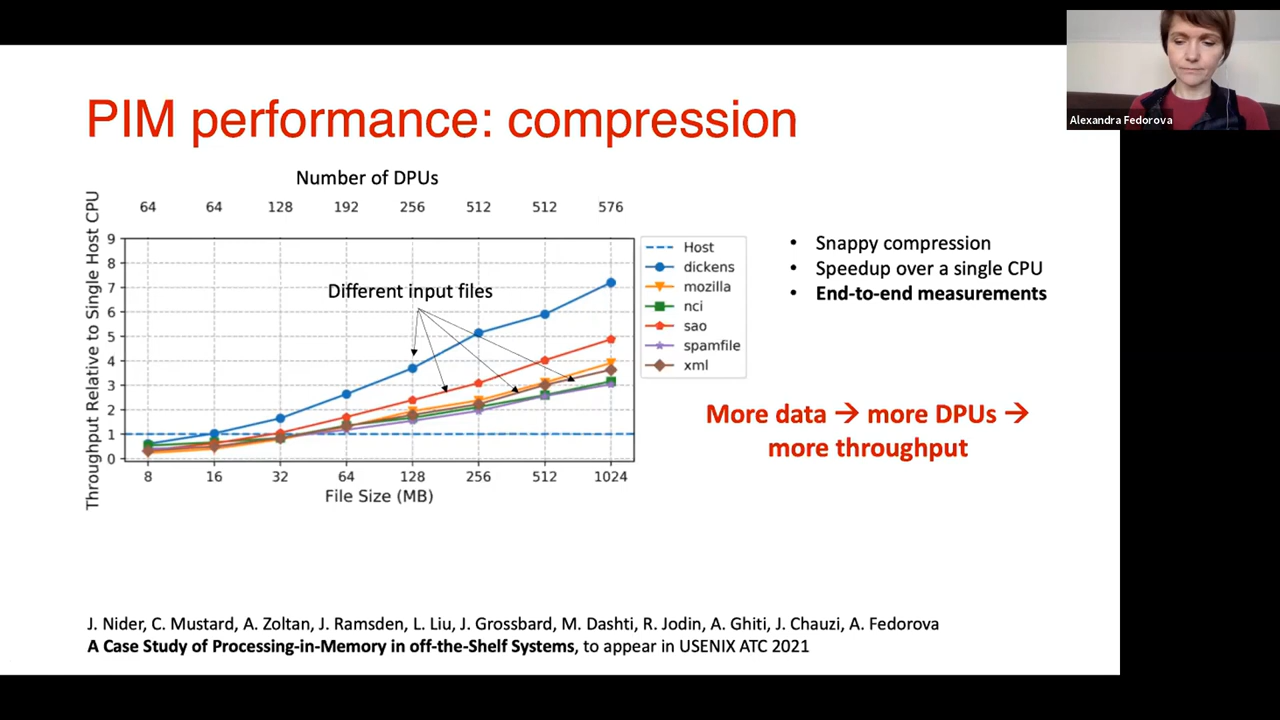 Alexandra Fedorova
PIM performance: compression
Number of DPUs
64 64 128 192 256 512 512 576
Throughput Relative to Single Host CPU
9
8
7
6
5
4
3
2
1
0
Different input files
8 16 32 64 128 256 512 1024
File Size (MB)
Host
dickens
mozilla
nci
sao
spamfile
xml
• Snappy compression
• Speedup over a single CPU
• End-to-end measurements
More data → more DPUs →
more throughput
J. Nider, C. Mustard, A. Zoltan, J. Ramsden, L. Liu, J. Grossbard, M. Dashti, R. Jodin, A. Ghiti, J. Chauzi, A. Fedorova
A Case Study of Processing-in-Memory in off-the-Shelf Systems, to appear in USENIX ATC 2021